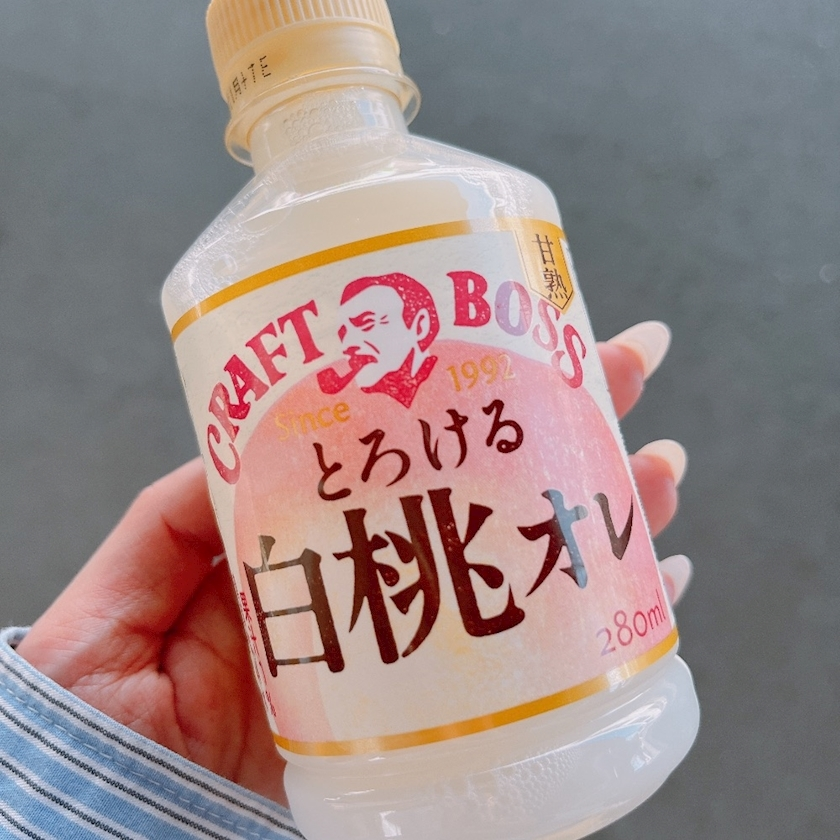 CRAFT BOSS
甘熟
Since 1992
とろける
白桃オレ
280ml